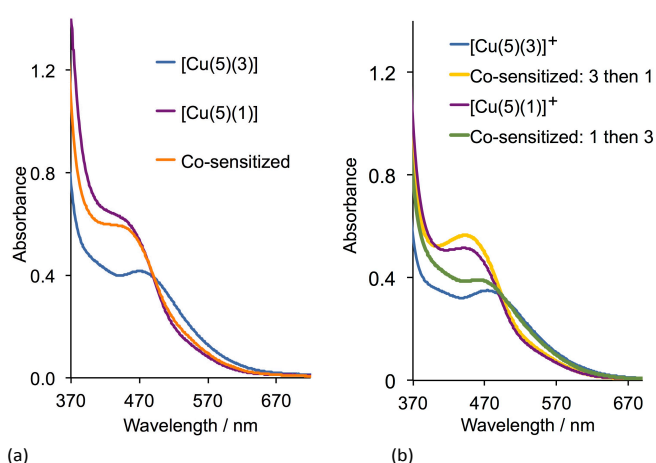 [Cu(5)(3)]
[Cu(5)(1)]
Co-sensitized
1.2
0.8
0.4
0.0
Absorbance
370
470
570
670
Wavelength / nm
(a)
[Cu(5)(3)]+
Co-sensitized: 3 then 1
[Cu(5)(1)]+
Co-sensitized: 1 then 3
1.2
0.8
0.4
0
Absorbance
370
470
570
670
Wavelength / nm
(b)